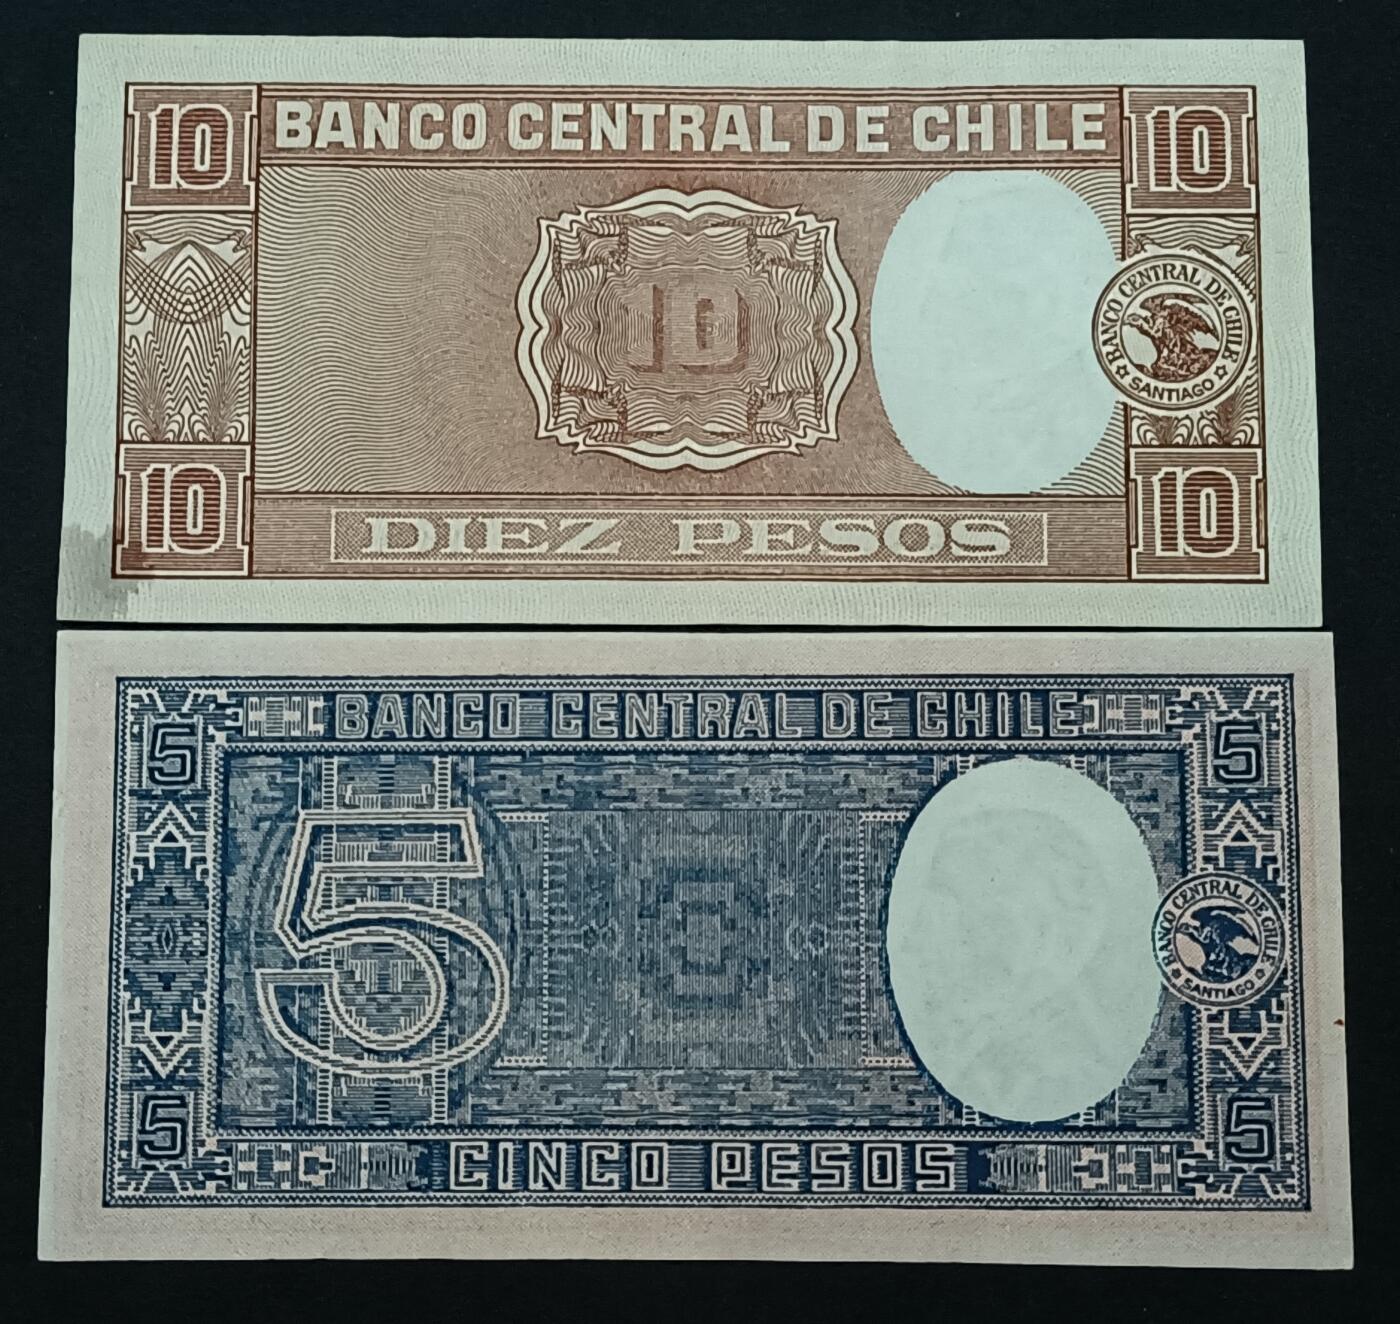 10 BANCO CENTRAL DE CHILE 10
10
BANCO CENTRAL DE CHILE
SANTIAGO
10 DIEZ PESOS 10
BANCO CENTRAL DE CHILE
5 5
5
BANCO CENTRAL DE CHILE
SANTIAGO
5 5
CINCO PESOS